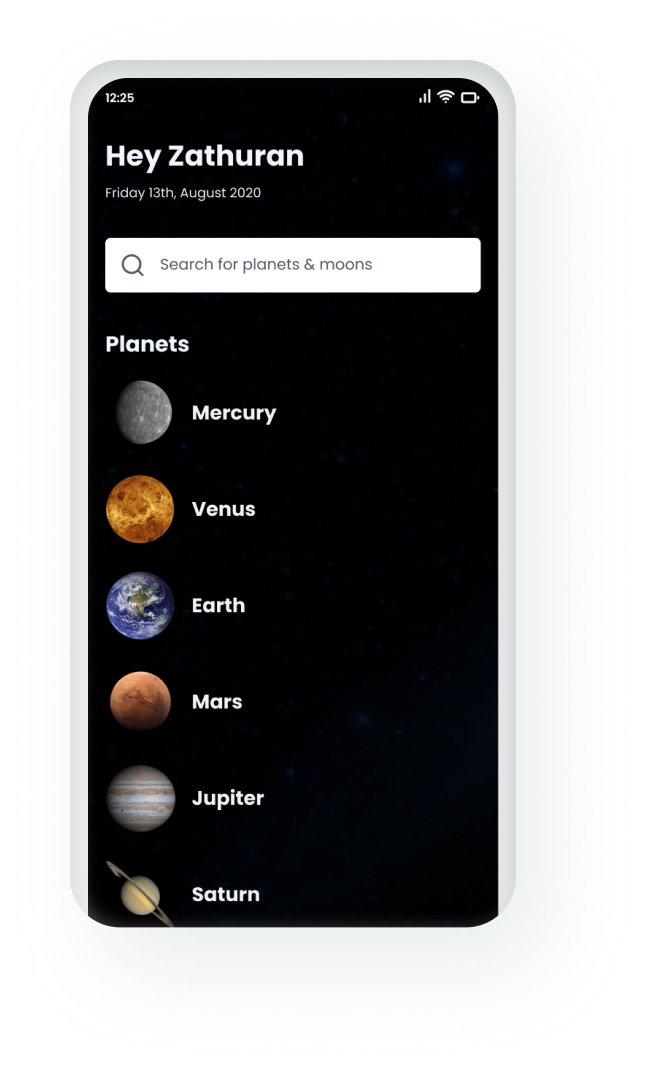 12:25
Hey Zathuran
Friday 13th, August 2020
Search for planets & moons
Planets
Mercury
Venus
Earth
Mars
Jupiter
Saturn